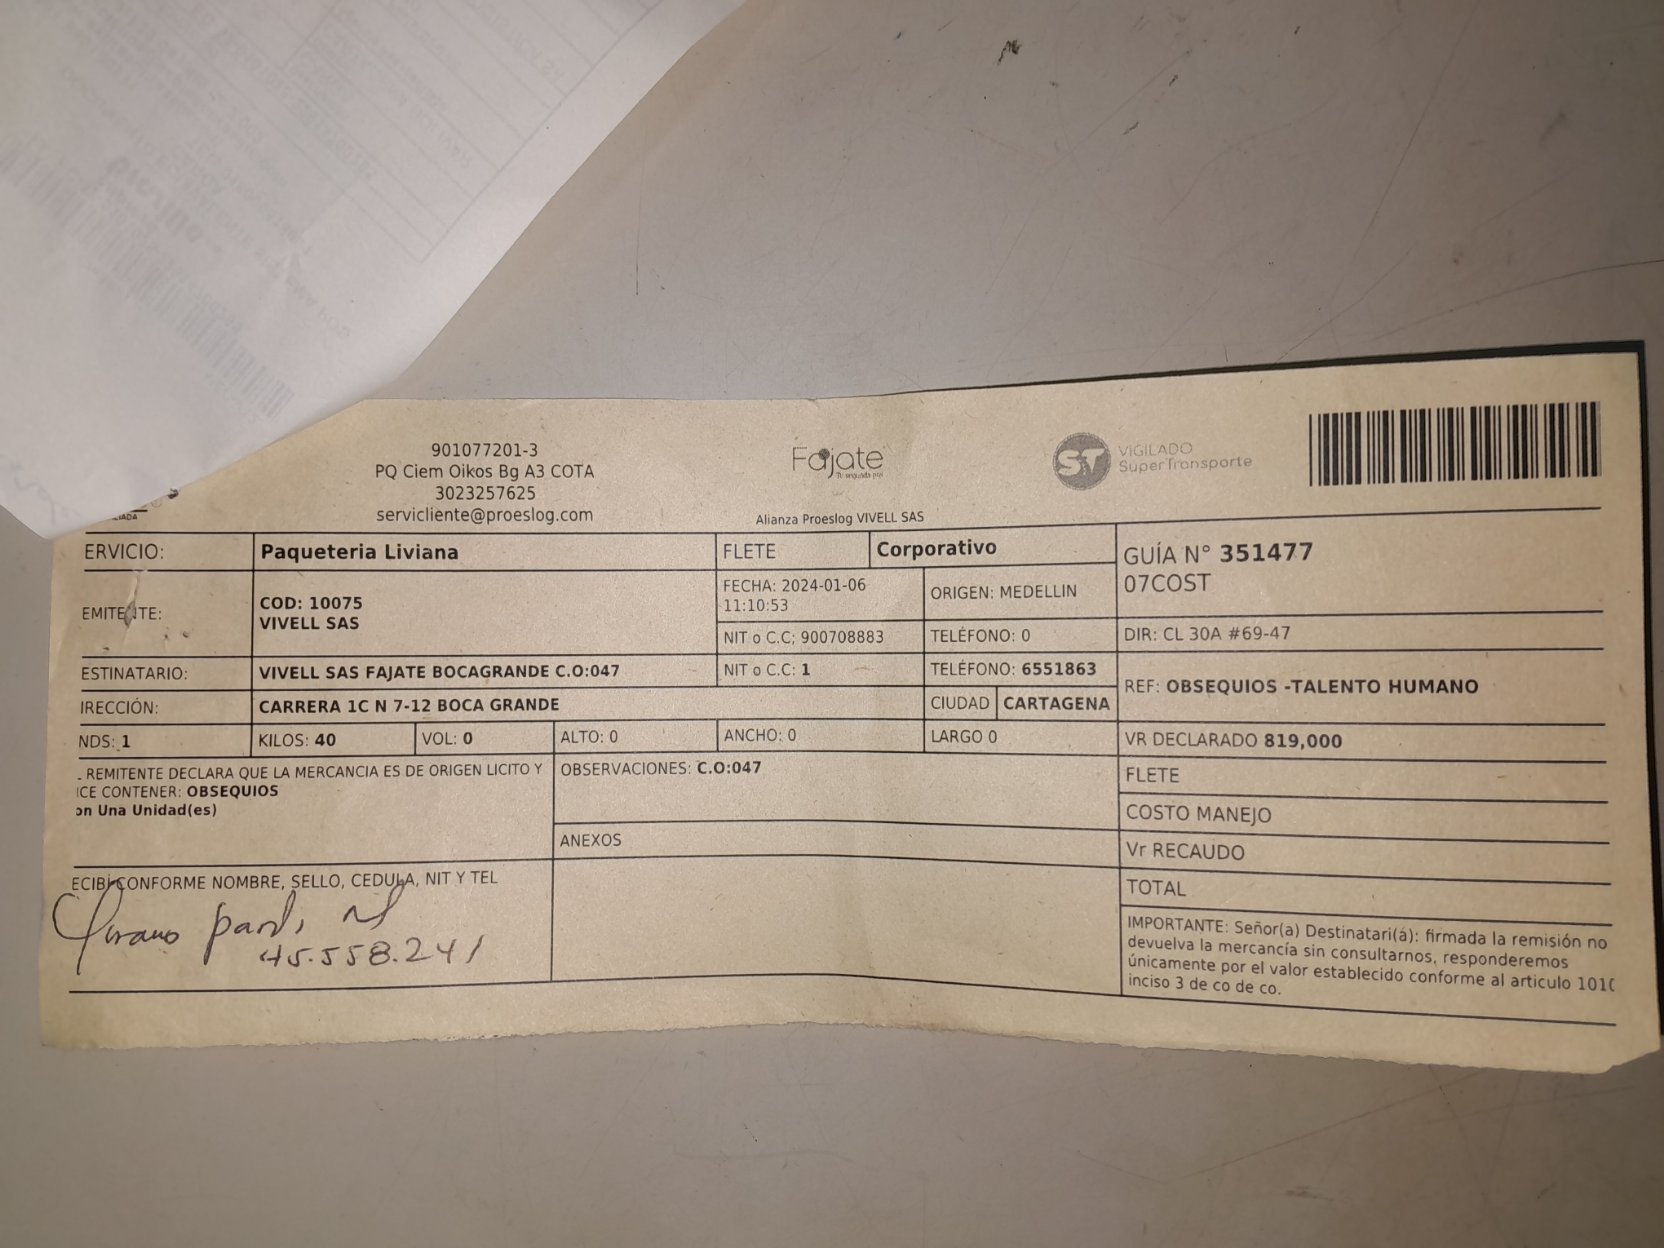 901077201-3
PQ Ciem Oikos Bg A3 COTA
3023257625
servicliente@proeslog.com
Fajate
Alianza Proeslog VIVELL SAS
ST VIGILADO
SuperTransporte
ERVICIO: Paqueteria Liviana FLETE Corporativo
GUÍA N° 351477
07COST
EMITENTE: COD: 10075
VIVELL SAS
FECHA: 2024-01-06
11:10:53
ORIGEN: MEDELLIN
NIT o C.C; 900708883 TELÉFONO: 0 DIR: CL 30A #69-47
ESTINATARIO: VIVELL SAS FAJATE BOCAGRANDE C.O:047 NIT o C.C: 1 TELÉFONO: 6551863
REF: OBSEQUIOS -TALENTO HUMANO
IRECCIÓN: CARRERA 1C N 7-12 BOCA GRANDE CIUDAD CARTAGENA
NDS: 1 KILOS: 40 VOL: 0 ALTO: 0 ANCHO: 0 LARGO 0 VR DECLARADO 819,000
REMITENTE DECLARA QUE LA MERCANCIA ES DE ORIGEN LICITO Y
ICE CONTENER: OBSEQUIOS
on Una Unidad(es)
OBSERVACIONES: C.O:047
ANEXOS
FLETE
COSTO MANEJO
Vr RECAUDO
TOTAL
ECIBÍ CONFORME NOMBRE, SELLO, CEDULA, NIT Y TEL
45.558.241
IMPORTANTE: Señor(a) Destinatari(á): firmada la remisión no
devuelva la mercancía sin consultarnos, responderemos
únicamente por el valor establecido conforme al articulo 1010
inciso 3 de co de co.